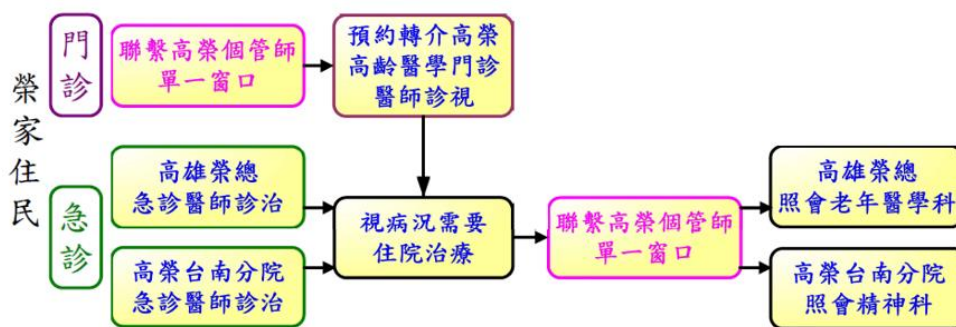 榮家住民
門診
聯繫高榮個管師
單一窗口
預約轉介高榮
高齡醫學門診
醫師診視
急診
高雄榮總
急診醫師診治
高榮台南分院
急診醫師診治
視病況需要
住院治療
聯繫高榮個管師
單一窗口
高雄榮總
照會老年醫學科
高榮台南分院
照會精神科